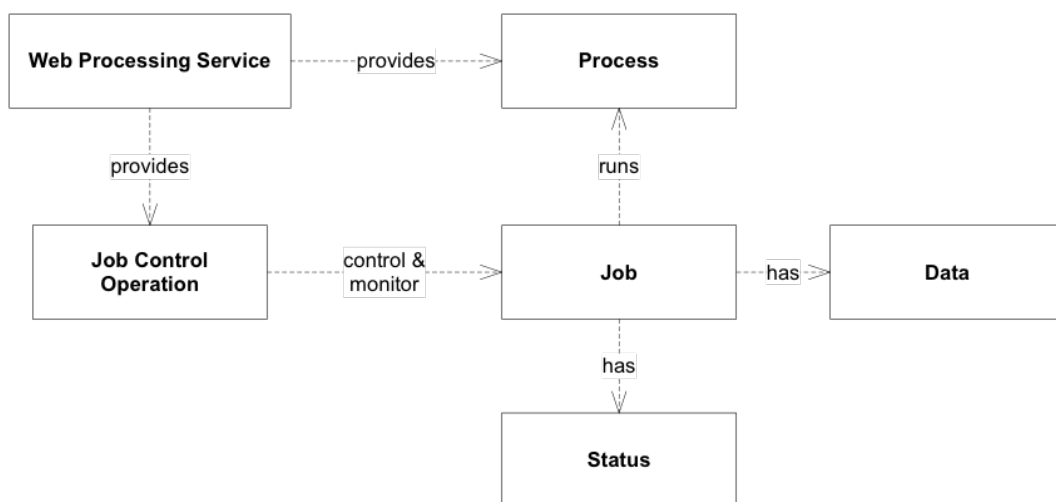 Web Processing Service
provides
Process
provides
runs
Job Control
Operation
control &
monitor
Job
has
Data
has
Status